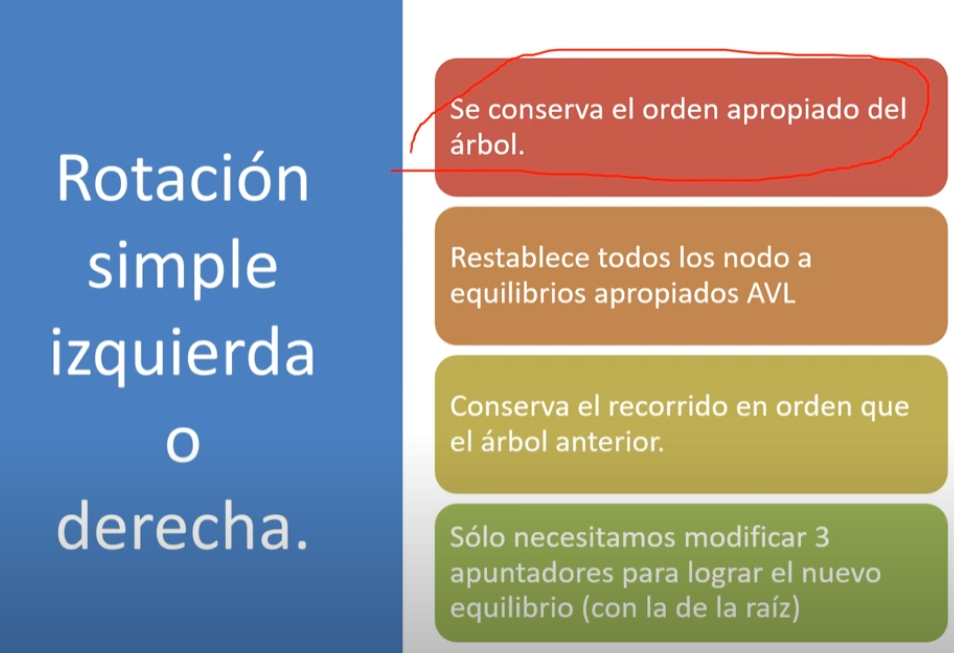 Rotación
simple
izquierda
o
derecha.
Se conserva el orden apropiado del
árbol.
Restablece todos los nodo a
equilibrios apropiados AVL
Conserva el recorrido en orden que
el árbol anterior.
Sólo necesitamos modificar 3
apuntadores para lograr el nuevo
equilibrio (con la de la raíz)